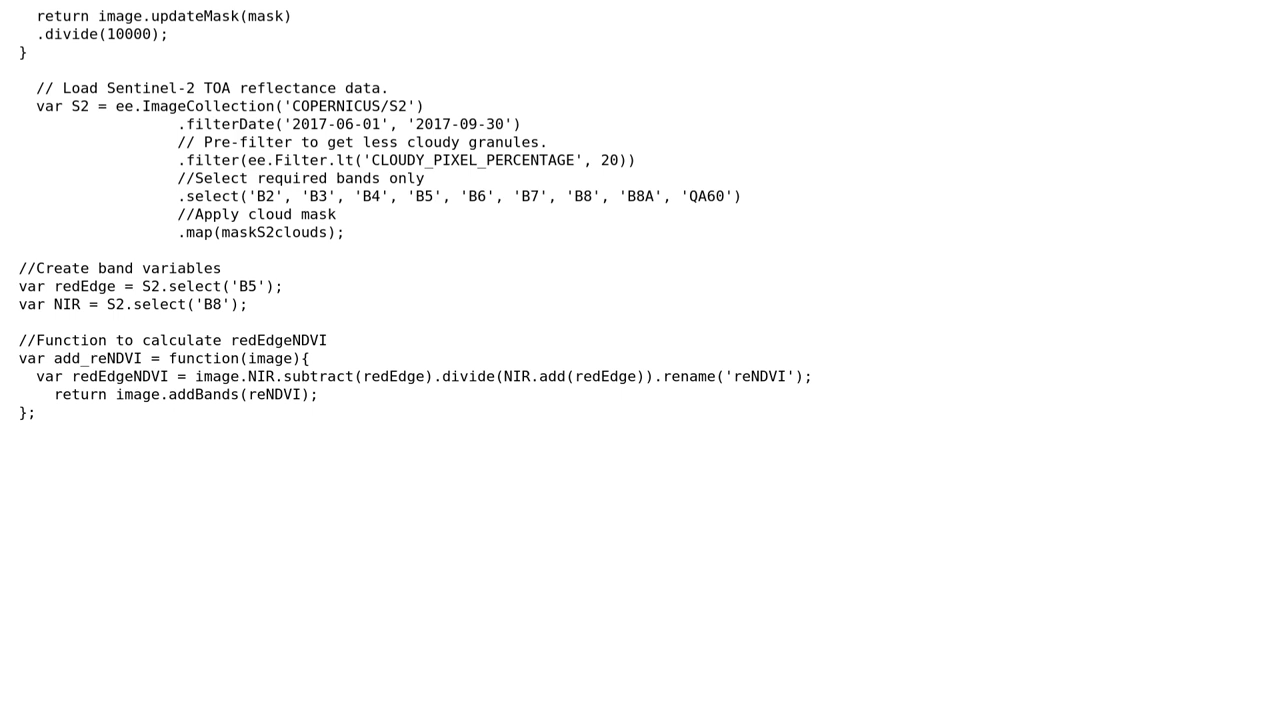 return image.updateMask(mask)
.divide(10000);
}
// Load Sentinel-2 TOA reflectance data.
var S2 = ee.ImageCollection('COPERNICUS/S2')
.filterDate('2017-06-01', '2017-09-30')
// Pre-filter to get less cloudy granules.
.filter(ee.Filter.lt('CLOUDY_PIXEL_PERCENTAGE', 20))
//Select required bands only
.select('B2', 'B3', 'B4', 'B5', 'B6', 'B7', 'B8', 'B8A', 'QA60')
//Apply cloud mask
.map(maskS2clouds);
//Create band variables
var redEdge = S2.select('B5');
var NIR = S2.select('B8');
//Function to calculate redEdgeNDVI
var add_reNDVI = function(image){
var redEdgeNDVI = image.NIR.subtract(redEdge).divide(NIR.add(redEdge)).rename('reNDVI');
return image.addBands(reNDVI);
};